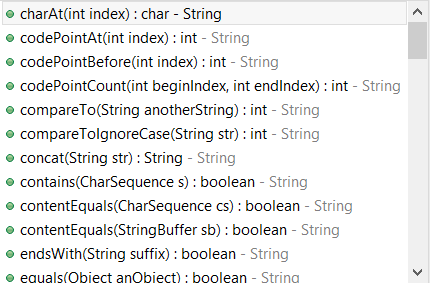 charAt(int index) : char - String
codePointAt(int index) : int - String
codePointBefore(int index) : int - String
codePointCount(int beginIndex, int endIndex) : int - String
compareTo(String anotherString) : int - String
compareToIgnoreCase(String str) : int - String
concat(String str) : String - String
contains(CharSequence s) : boolean - String
contentEquals(CharSequence cs) : boolean - String
contentEquals(StringBuffer sb) : boolean - String
endsWith(String suffix) : boolean - String
equals(Object anObject) : boolean - String